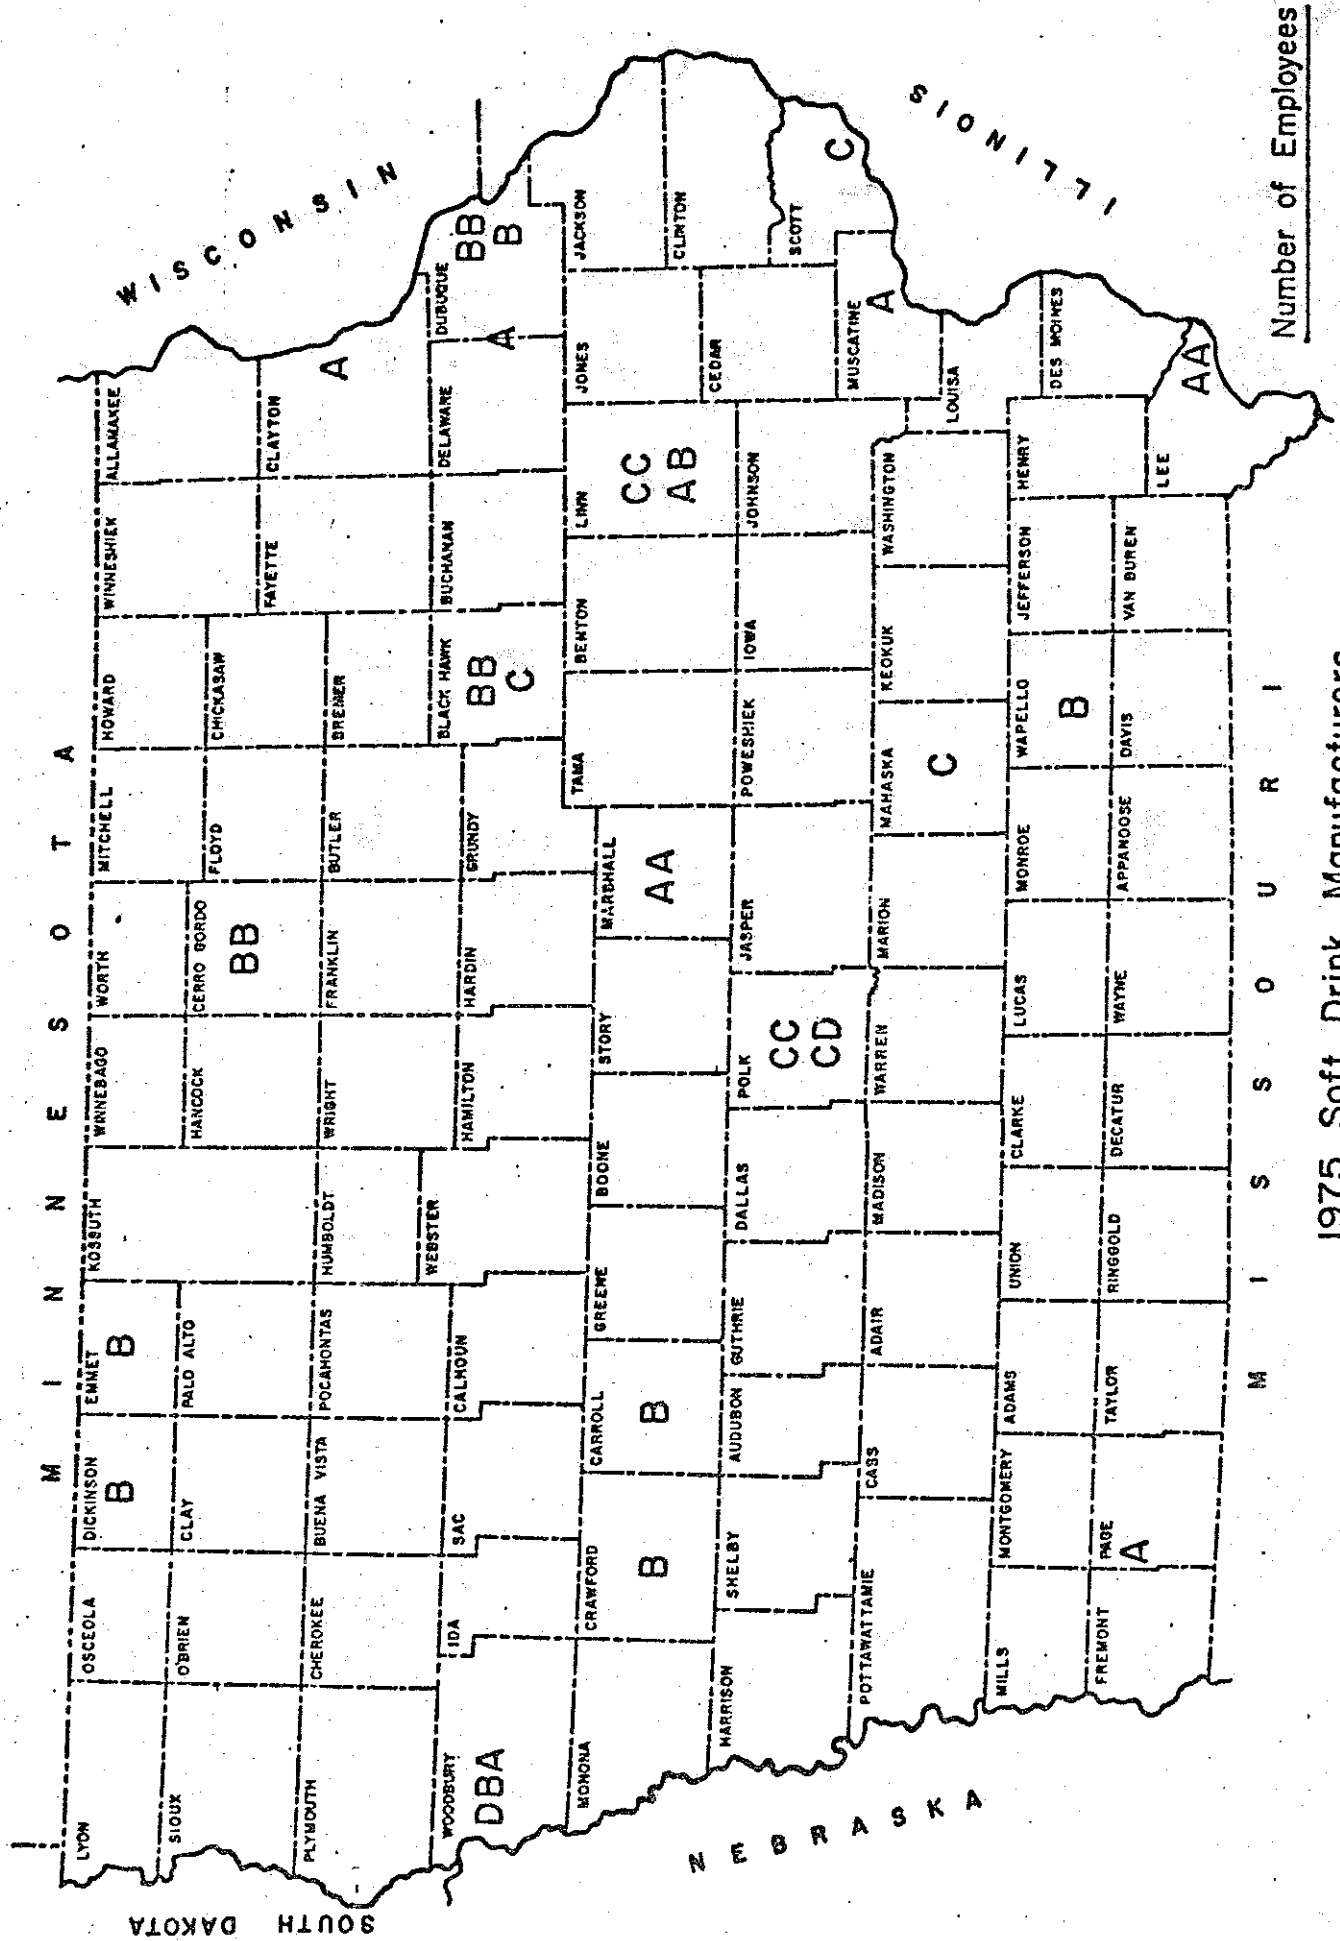 MINNESOTA
WISCONSIN
ILLINOIS
SOUTH DAKOTA
NEBRASKA
MISSOURI
LYON
OSCEOLA
DICKINSON
B
EMMET
B
KOSSUTH
WINNEBAGO
WORTH
MITCHELL
HOWARD
WINNESHIEK
ALLAMAKEE
SIOUX
O'BRIEN
CLAY
PALO ALTO
HANCOCK
CERRO GORDO
BB
FLOYD
CHICKASAW
FAYETTE
CLAYTON
A
PLYMOUTH
CHEROKEE
BUENA VISTA
POCAHONTAS
HUMBOLDT
WRIGHT
FRANKLIN
BUTLER
BREMER
WOODBURY
DBA
IDA
SAC
CALHOUN
WEBSTER
HAMILTON
HARDIN
GRUNDY
BLACK HAWK
BB
C
BUCHANAN
DELAWARE
A
DUBUQUE
BB
B
MONONA
CRAWFORD
B
CARROLL
B
GREENE
BOONE
STORY
MARSHALL
AA
TAMA
BENTON
LINN
CC
AB
JONES
JACKSON
CLINTON
HARRISON
SHELBY
AUDUBON
GUTHRIE
DALLAS
POLK
CC
CD
JASPER
POWESHIEK
IOWA
JOHNSON
CEDAR
SCOTT
C
MUSCATINE
A
POTTAWATTAMIE
CASS
ADAIR
MADISON
WARREN
MARION
MAHASKA
C
KEOKUK
WASHINGTON
LOUISA
MILLS
MONTGOMERY
ADAMS
UNION
CLARKE
LUCAS
MONROE
WAPELLO
B
JEFFERSON
HENRY
DES MOINES
FREMONT
PAGE
A
TAYLOR
RINGGOLD
DECATUR
WAYNE
APPANOOSE
DAVIS
VAN BUREN
LEE
AA
Number of Employees
1975 Soft Drink Manufacturers